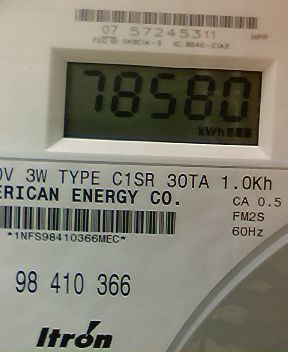 07 57245311
HPP
78580
kWh
0V 3W TYPE C1SR 30TA 1.0Kh
ERICAN ENERGY CO.
CA 0.5
FM2S
60Hz
*1NFS98410366MEC*
98 410 366
Itron